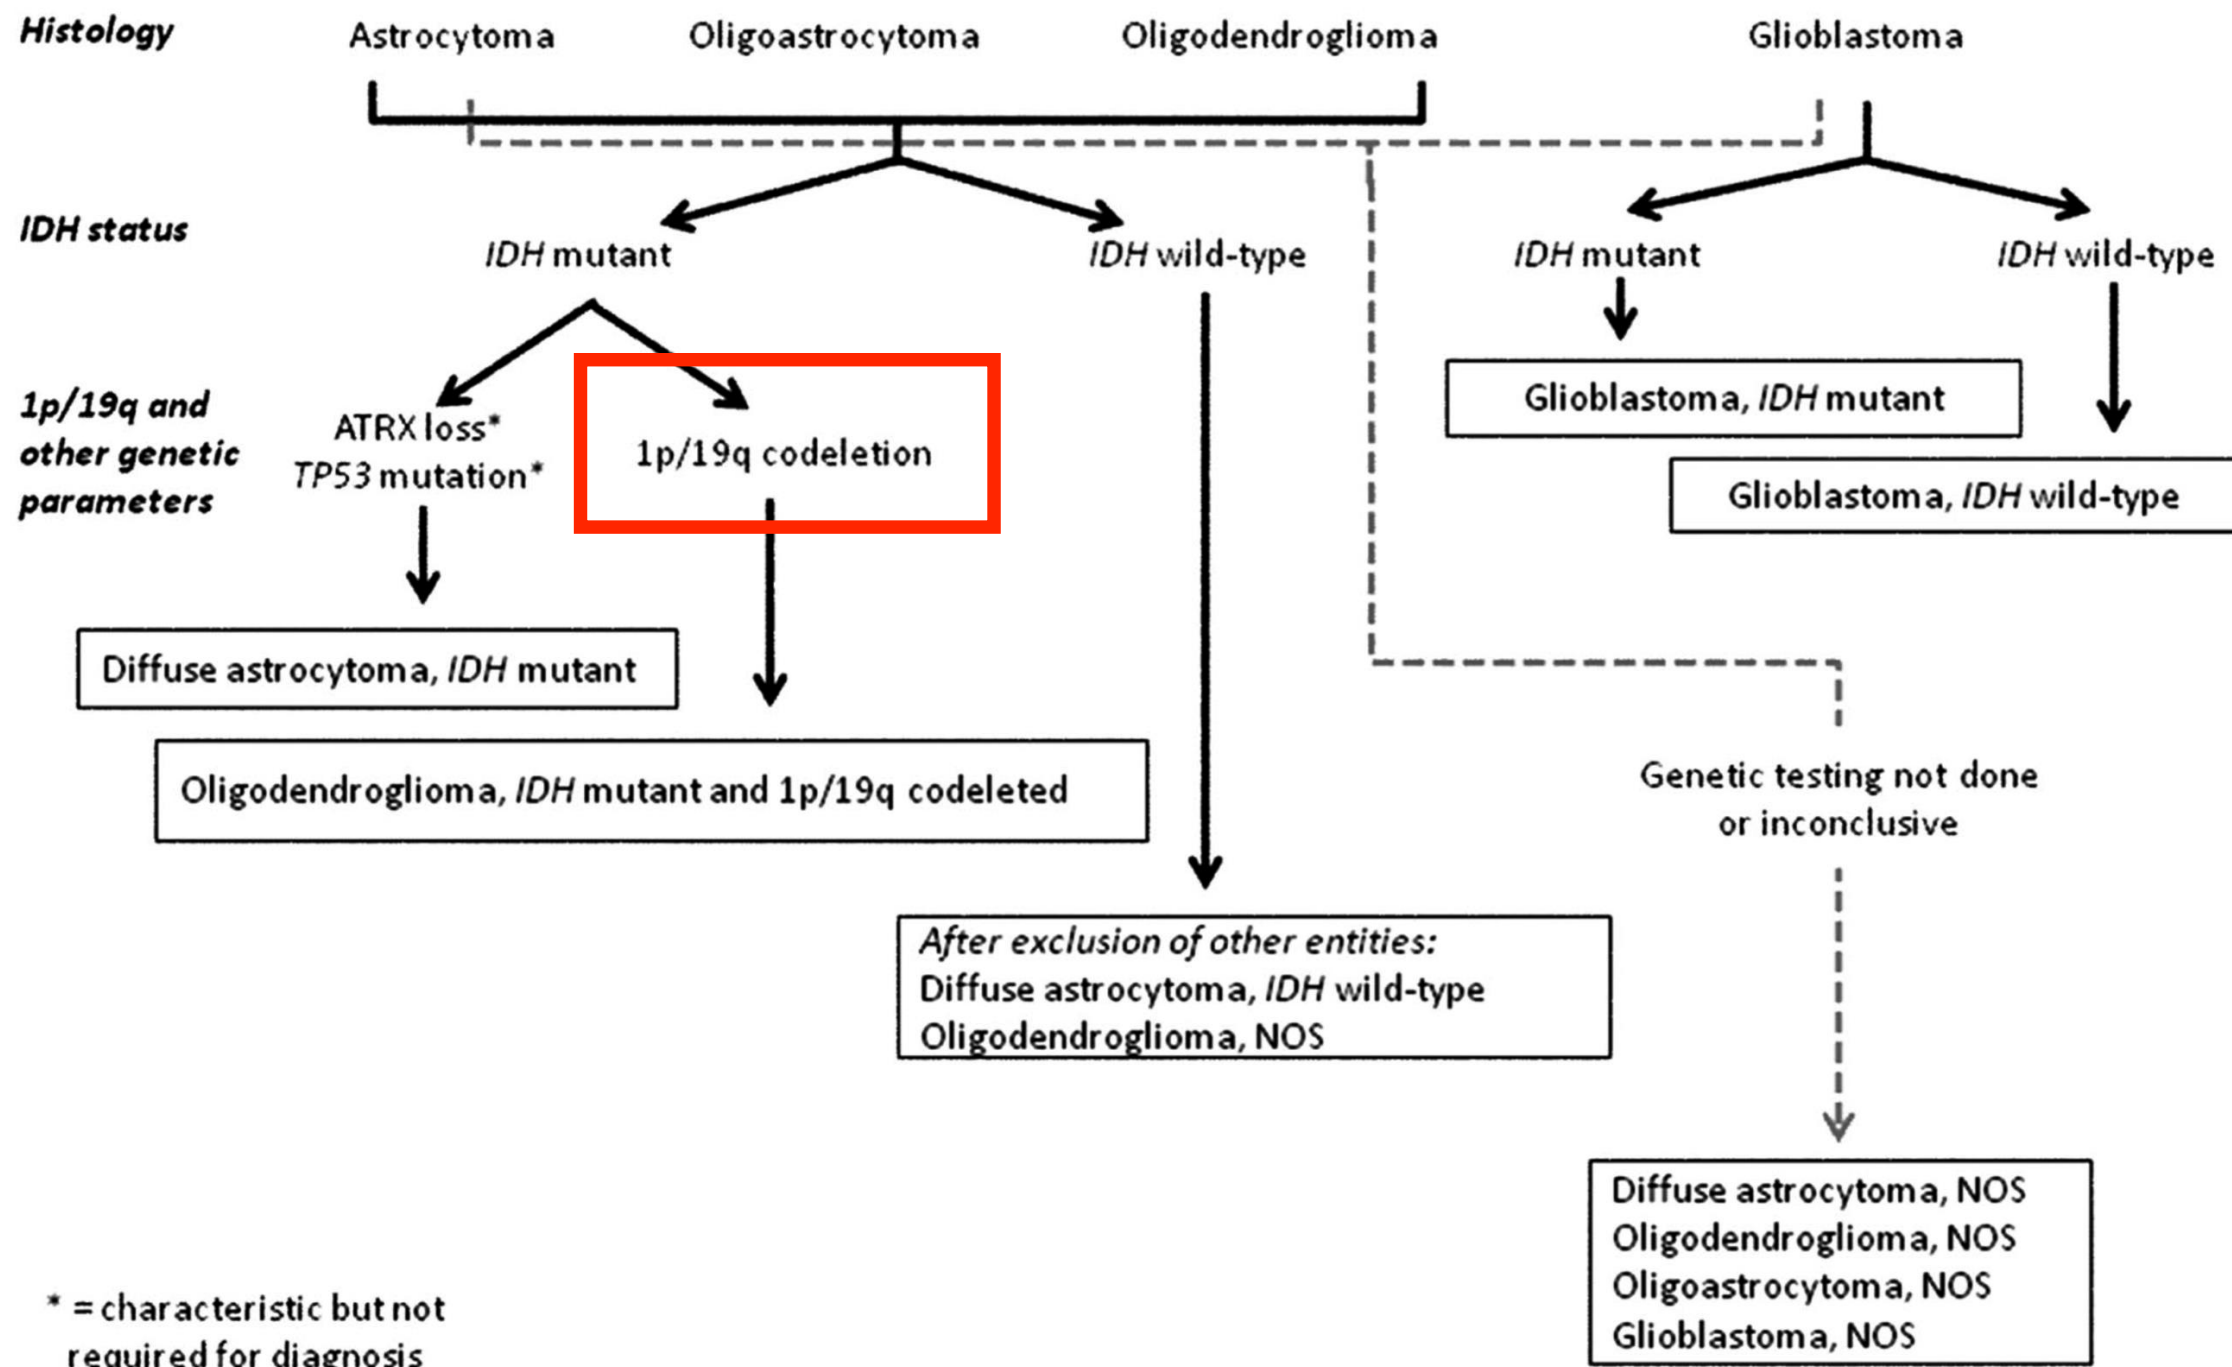 Histology
Astrocytoma
Oligoastrocytoma
Oligodendroglioma
Glioblastoma
IDH status
IDH mutant
IDH wild-type
IDH mutant
IDH wild-type
1p/19q and
other genetic
parameters
ATRX loss*
TP53 mutation*
1p/19q codeletion
Glioblastoma, IDH mutant
Glioblastoma, IDH wild-type
Diffuse astrocytoma, IDH mutant
Oligodendroglioma, IDH mutant and 1p/19q codeleted
Genetic testing not done
or inconclusive
After exclusion of other entities:
Diffuse astrocytoma, IDH wild-type
Oligodendroglioma, NOS
Diffuse astrocytoma, NOS
Oligodendroglioma, NOS
Oligoastrocytoma, NOS
Glioblastoma, NOS
* = characteristic but not
required for diagnosis